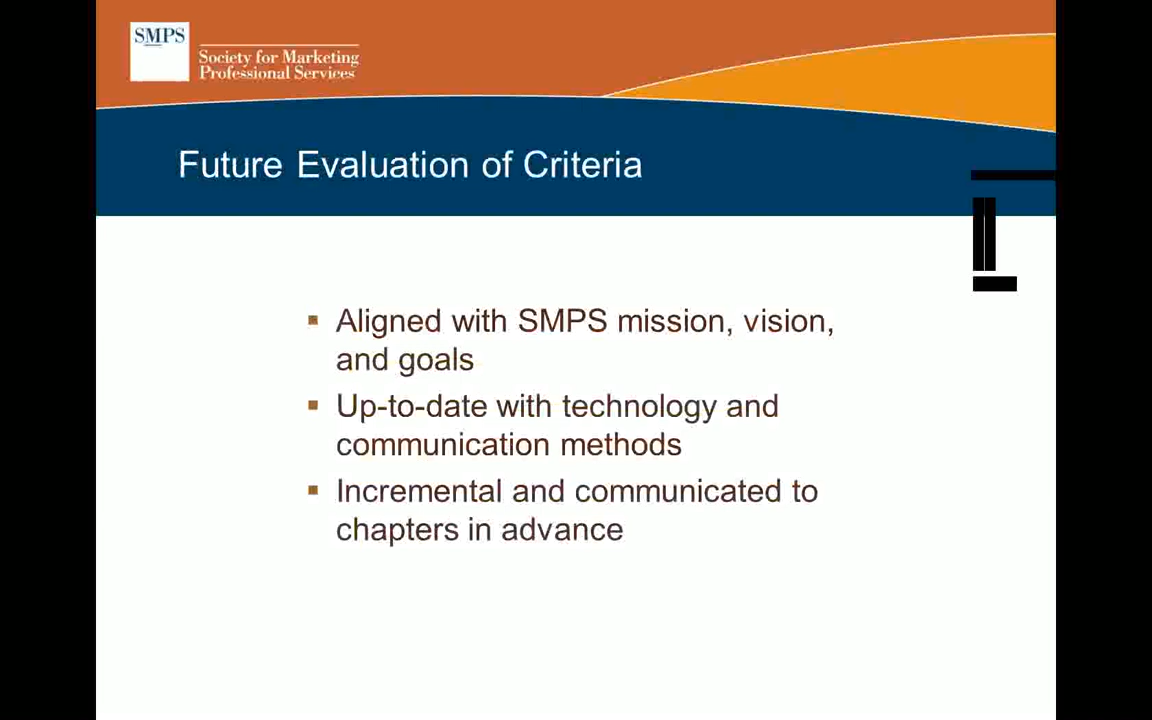 SMPS
Society for Marketing
Professional Services
Future Evaluation of Criteria
Aligned with SMPS mission, vision,
and goals
Up-to-date with technology and
communication methods
Incremental and communicated to
chapters in advance